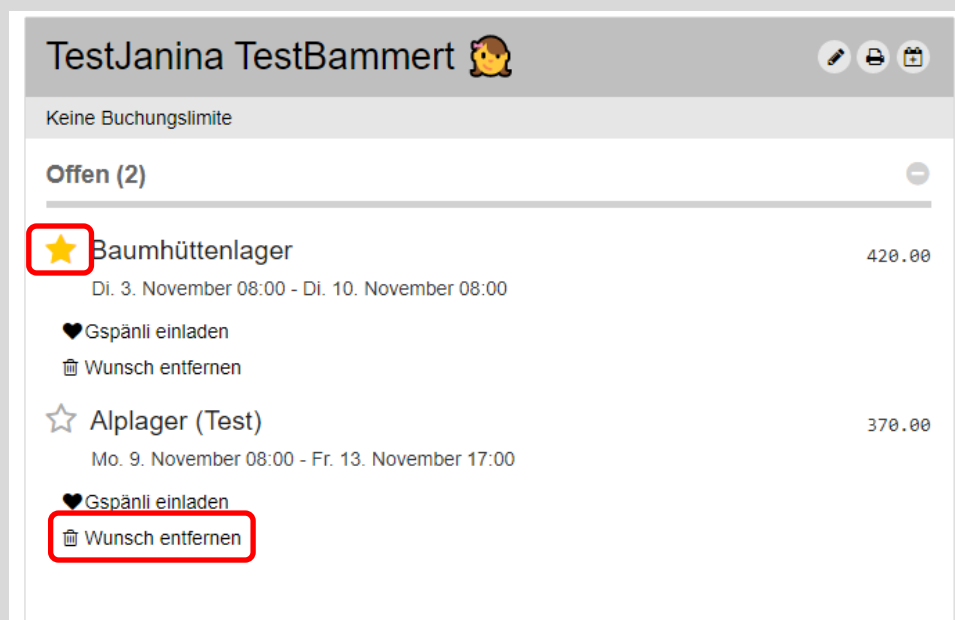 TestJanina TestBammert
Keine Buchungslimite
Offen (2)
Baumhüttenlager 420.00
Di. 3. November 08:00 - Di. 10. November 08:00
Gspänli einladen
Wunsch entfernen
Alplager (Test) 370.00
Mo. 9. November 08:00 - Fr. 13. November 17:00
Gspänli einladen
Wunsch entfernen